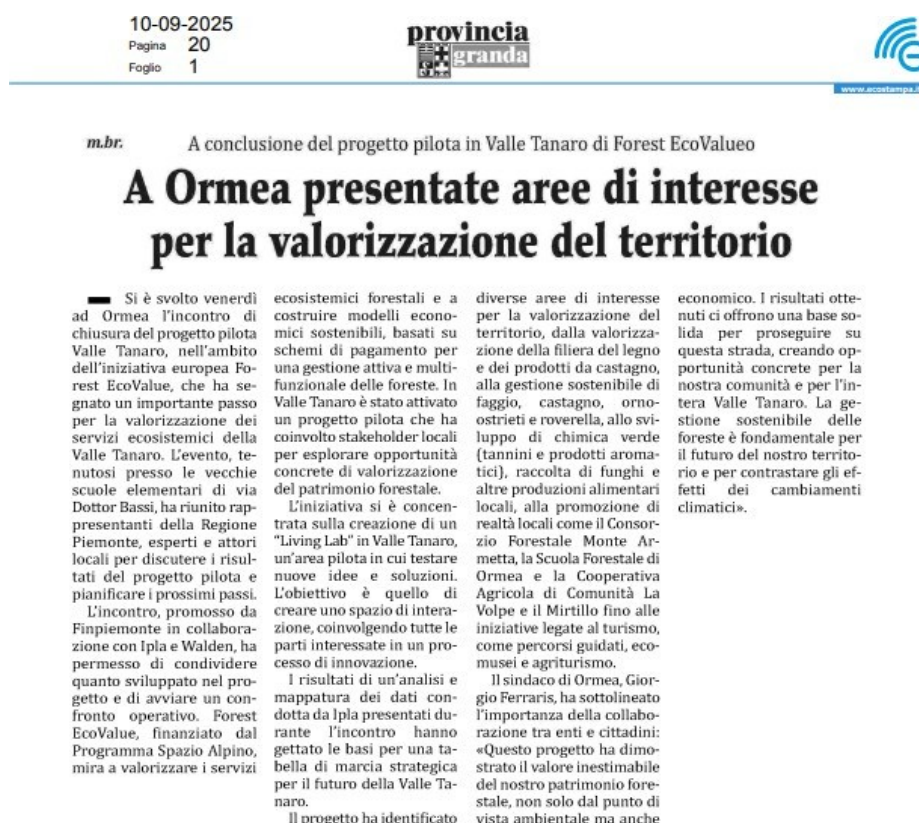 10-09-2025
Pagina 20
Foglio 1
provincia
granda
www.ecostampa.it
m.br.
A conclusione del progetto pilota in Valle Tanaro di Forest EcoValueo
A Ormea presentate aree di interesse
per la valorizzazione del territorio
Si è svolto venerdì
ad Ormea l'incontro di
chiusura del progetto pilota
Valle Tanaro, nell'ambito
dell'iniziativa europea Fo-
rest EcoValue, che ha se-
gnato un importante passo
per la valorizzazione dei
servizi ecosistemici della
Valle Tanaro. L'evento, te-
nutosi presso le vecchie
scuole elementari di via
Dottor Bassi, ha riunito rap-
presentanti della Regione
Piemonte, esperti e attori
locali per discutere i risul-
tati del progetto pilota e
pianificare i prossimi passi.
L'incontro, promosso da
Finpiemonte in collabora-
zione con Ipla e Walden, ha
permesso di condividere
quanto sviluppato nel pro-
getto e di avviare un con-
fronto operativo. Forest
EcoValue, finanziato dal
Programma Spazio Alpino,
mira a valorizzare i servizi
ecosistemici forestali e a
costruire modelli econo-
mici sostenibili, basati su
schemi di pagamento per
una gestione attiva e multi-
funzionale delle foreste. In
Valle Tanaro è stato attivato
un progetto pilota che ha
coinvolto stakeholder locali
per esplorare opportunità
concrete di valorizzazione
del patrimonio forestale.
L'iniziativa si è concen-
trata sulla creazione di un
"Living Lab" in Valle Tanaro,
un'area pilota in cui testare
nuove idee e soluzioni.
L'obiettivo è quello di
creare uno spazio di intera-
zione, coinvolgendo tutte le
parti interessate in un pro-
cesso di innovazione.
I risultati di un'analisi e
mappatura dei dati con-
dotta da Ipla presentati du-
rante l'incontro hanno
gettato le basi per una ta-
bella di marcia strategica
per il futuro della Valle Ta-
naro.
Il progetto ha identificato
diverse aree di interesse
per la valorizzazione del
territorio, dalla valorizza-
zione della filiera del legno
e dei prodotti da castagno,
alla gestione sostenibile di
faggio, castagno, orno-
ostrieti e roverella, allo svi-
luppo di chimica verde
(tannini e prodotti aroma-
tici), raccolta di funghi e
altre produzioni alimentari
locali, alla promozione di
realtà locali come il Consor-
zio Forestale Monte Ar-
metta, la Scuola Forestale di
Ormea e la Cooperativa
Agricola di Comunità La
Volpe e il Mirtillo fino alle
iniziative legate al turismo,
come percorsi guidati, eco-
musei e agriturismo.
Il sindaco di Ormea, Gior-
gio Ferraris, ha sottolineato
l'importanza della collabo-
razione tra enti e cittadini:
«Questo progetto ha dimo-
strato il valore inestimabile
del nostro patrimonio fore-
stale, non solo dal punto di
vista ambientale ma anche
economico. I risultati otte-
nuti ci offrono una base so-
lida per proseguire su
questa strada, creando op-
portunità concrete per la
nostra comunità e per l'in-
tera Valle Tanaro. La ge-
stione sostenibile delle
foreste è fondamentale per
il futuro del nostro territo-
rio e per contrastare gli ef-
fetti dei cambiamenti
climatici».